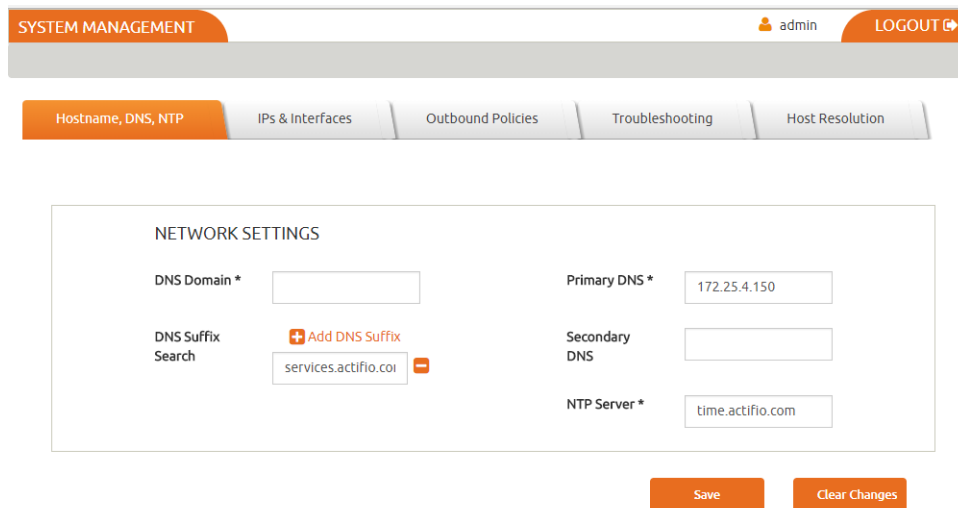 SYSTEM MANAGEMENT
admin
LOGOUT
Hostname, DNS, NTP
IPs & Interfaces
Outbound Policies
Troubleshooting
Host Resolution
NETWORK SETTINGS
DNS Domain *
Primary DNS *
172.25.4.150
DNS Suffix
Search
Add DNS Suffix
services.actifio.co
Secondary
DNS
NTP Server *
time.actifio.com
Save
Clear Changes